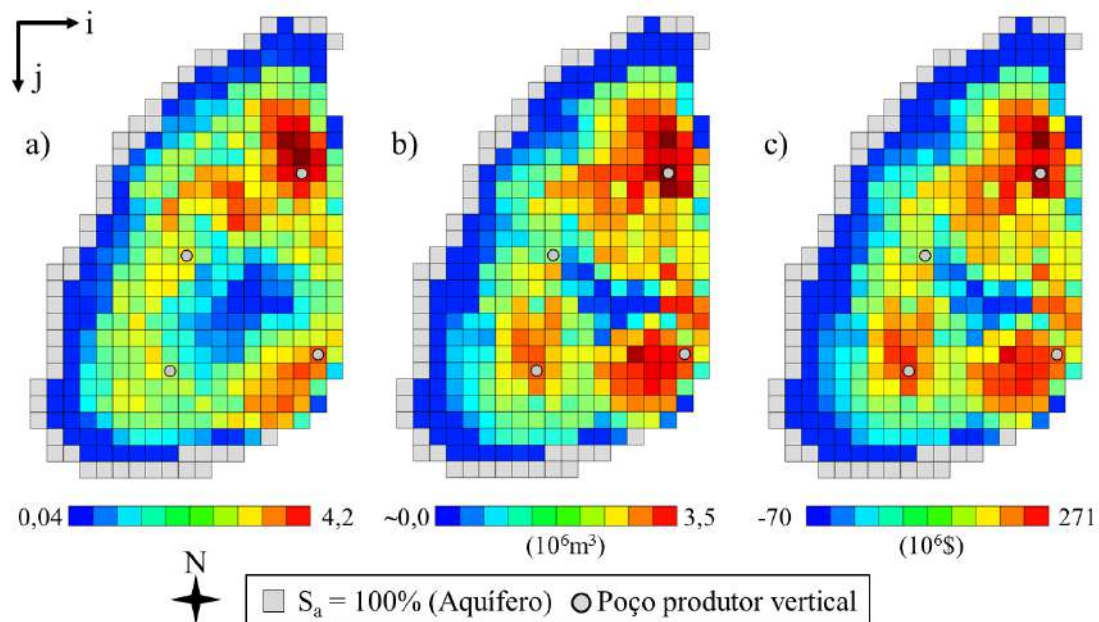 i
j
a)
b)
c)
0,04
4,2
~0,0
3,5
-70
271
(10⁶m³)
(10⁶$)
N
Sₐ = 100% (Aquífero)
Poço produtor vertical